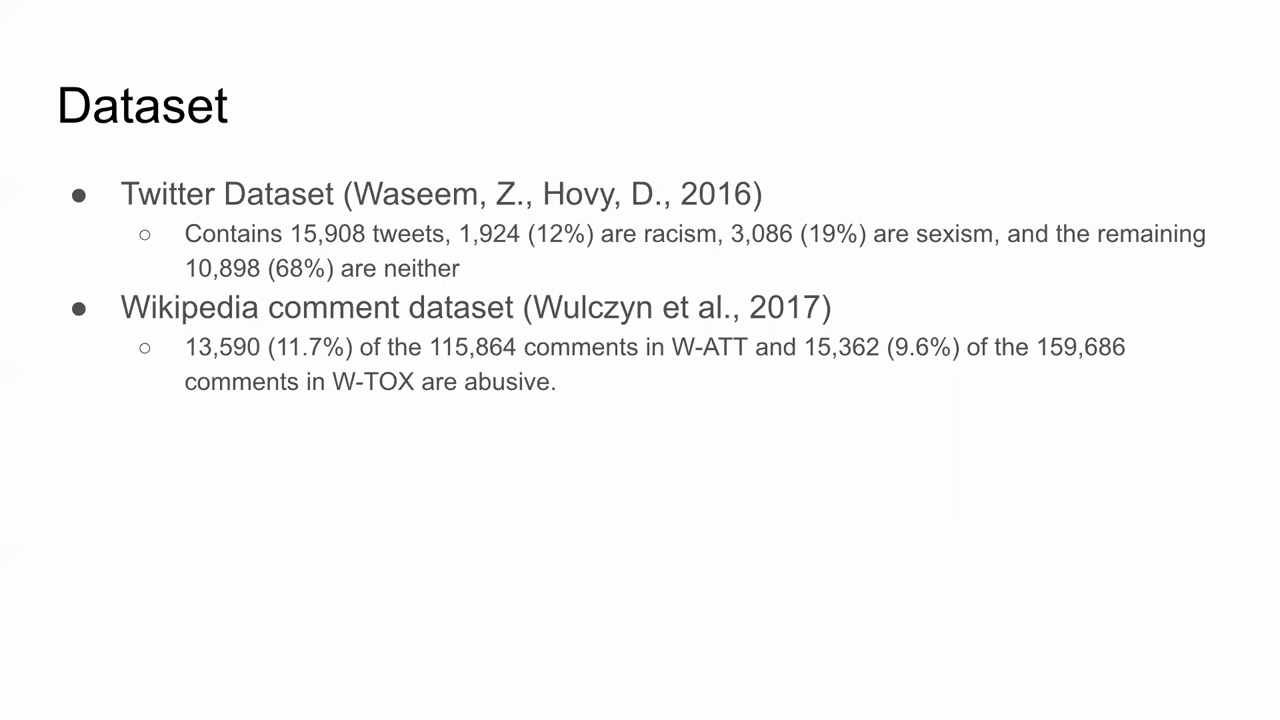 Dataset
● Twitter Dataset (Waseem, Z., Hovy, D., 2016)
○ Contains 15,908 tweets, 1,924 (12%) are racism, 3,086 (19%) are sexism, and the remaining
10,898 (68%) are neither
● Wikipedia comment dataset (Wulczyn et al., 2017)
○ 13,590 (11.7%) of the 115,864 comments in W-ATT and 15,362 (9.6%) of the 159,686
comments in W-TOX are abusive.